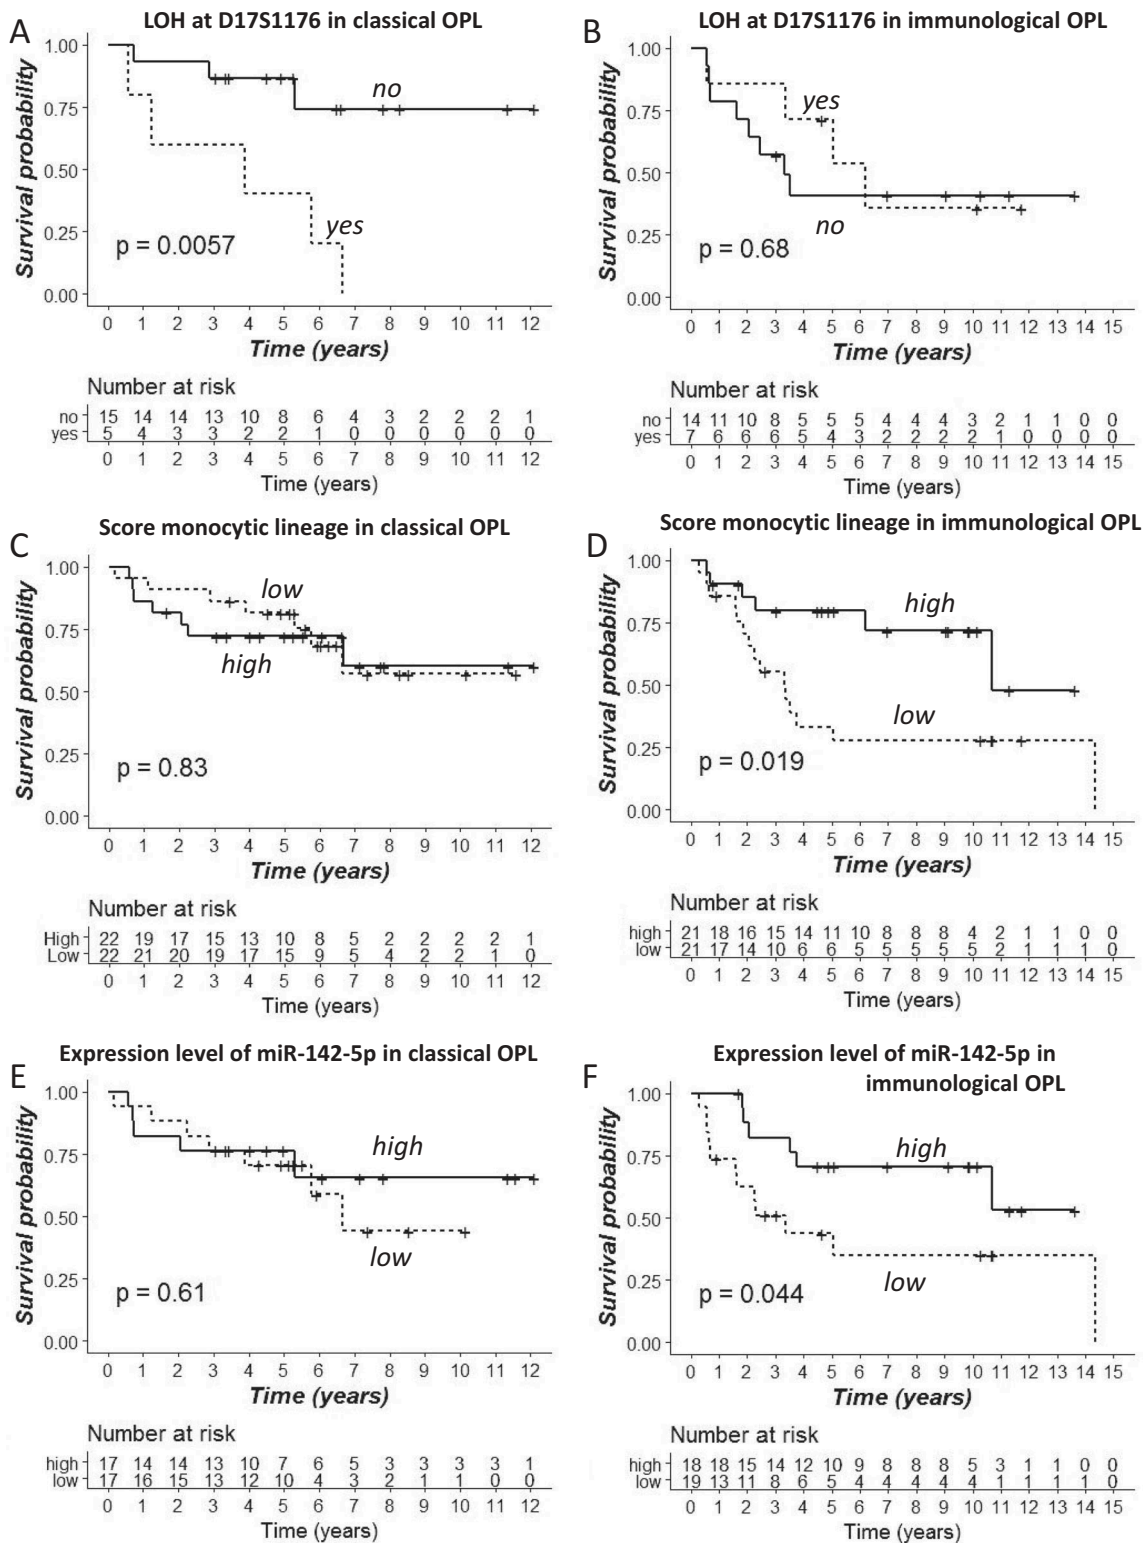 A
LOH at D17S1176 in classical OPL
Survival probability
1.00
0.75
0.50
0.25
0.00
no
yes
p = 0.0057
0 1 2 3 4 5 6 7 8 9 10 11 12
Time (years)
Number at risk
no 15 14 14 13 10 8 6 4 3 2 2 2 1
yes 5 4 3 3 2 2 1 0 0 0 0 0 0
0 1 2 3 4 5 6 7 8 9 10 11 12
Time (years)
B
LOH at D17S1176 in immunological OPL
Survival probability
1.00
0.75
0.50
0.25
0.00
yes
no
p = 0.68
0 1 2 3 4 5 6 7 8 9 10 11 12 13 14 15
Time (years)
Number at risk
no 14 11 10 8 5 5 5 4 4 4 3 2 1 1 0 0
yes 7 6 6 6 5 4 3 2 2 2 2 1 0 0 0 0
0 1 2 3 4 5 6 7 8 9 10 11 12 13 14 15
Time (years)
C
Score monocytic lineage in classical OPL
Survival probability
1.00
0.75
0.50
0.25
0.00
low
high
p = 0.83
0 1 2 3 4 5 6 7 8 9 10 11 12
Time (years)
Number at risk
High 22 19 17 15 13 10 8 5 2 2 2 2 1
Low 22 21 20 19 17 15 9 5 4 2 2 1 0
0 1 2 3 4 5 6 7 8 9 10 11 12
Time (years)
D
Score monocytic lineage in immunological OPL
Survival probability
1.00
0.75
0.50
0.25
0.00
high
low
p = 0.019
0 1 2 3 4 5 6 7 8 9 10 11 12 13 14 15
Time (years)
Number at risk
high 21 18 16 15 14 11 10 8 8 8 4 2 1 1 0 0
low 21 17 14 10 6 6 5 5 5 5 5 2 1 1 1 0
0 1 2 3 4 5 6 7 8 9 10 11 12 13 14 15
Time (years)
E
Expression level of miR-142-5p in classical OPL
Survival probability
1.00
0.75
0.50
0.25
0.00
high
low
p = 0.61
0 1 2 3 4 5 6 7 8 9 10 11 12
Time (years)
Number at risk
high 17 14 14 13 10 7 6 5 3 3 3 3 1
low 17 16 15 13 12 10 4 3 2 1 1 0 0
0 1 2 3 4 5 6 7 8 9 10 11 12
Time (years)
F
Expression level of miR-142-5p in
immunological OPL
Survival probability
1.00
0.75
0.50
0.25
0.00
high
low
p = 0.044
0 1 2 3 4 5 6 7 8 9 10 11 12 13 14 15
Time (years)
Number at risk
high 18 18 15 14 12 10 9 8 8 8 5 3 1 1 0 0
low 19 13 11 8 6 5 4 4 4 4 4 1 1 1 1 0
0 1 2 3 4 5 6 7 8 9 10 11 12 13 14 15
Time (years)